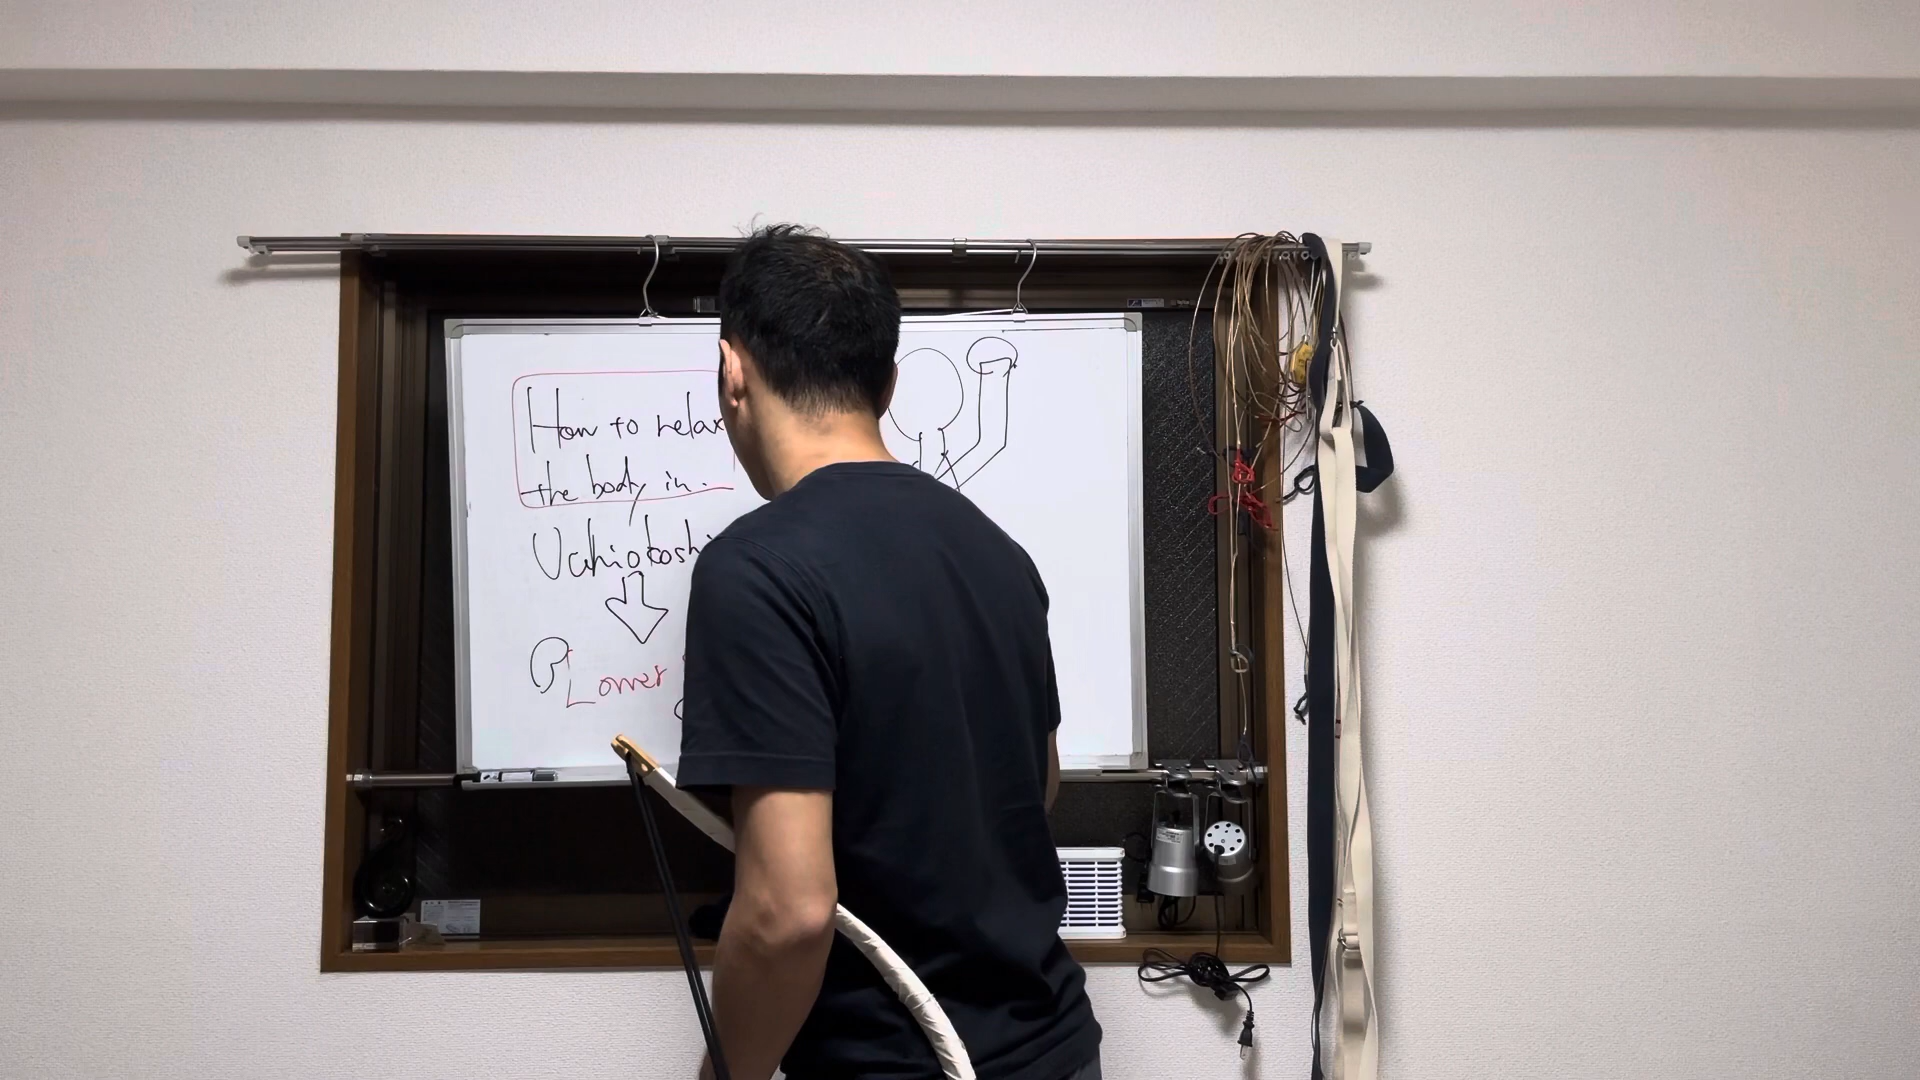 How to relax
the body in.
Uchiokoshi
Lower